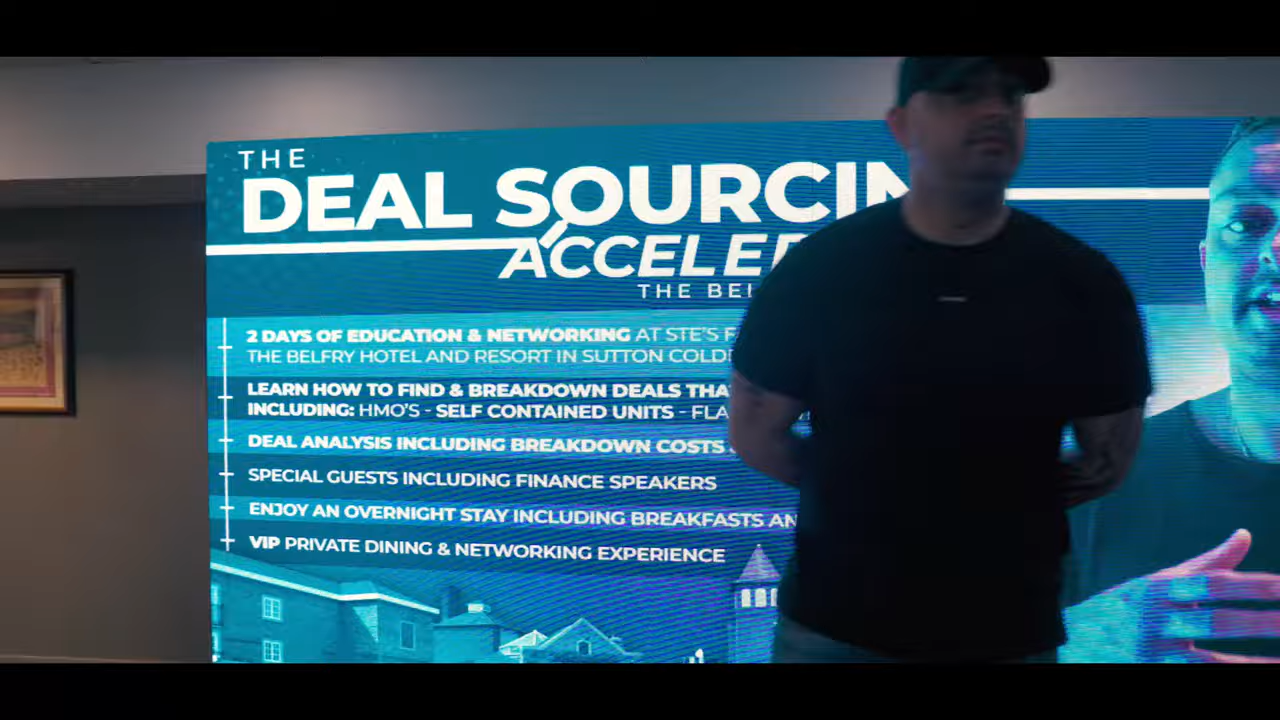 THE
DEAL SOURCIN
ACCELER
THE BEL
2 DAYS OF EDUCATION & NETWORKING AT STE'S F
THE BELFRY HOTEL AND RESORT IN SUTTON COLD
LEARN HOW TO FIND & BREAKDOWN DEALS THA
INCLUDING: HMO'S - SELF CONTAINED UNITS - FLA
DEAL ANALYSIS INCLUDING BREAKDOWN COSTS
SPECIAL GUESTS INCLUDING FINANCE SPEAKERS
ENJOY AN OVERNIGHT STAY INCLUDING BREAKFASTS AN
VIP PRIVATE DINING & NETWORKING EXPERIENCE